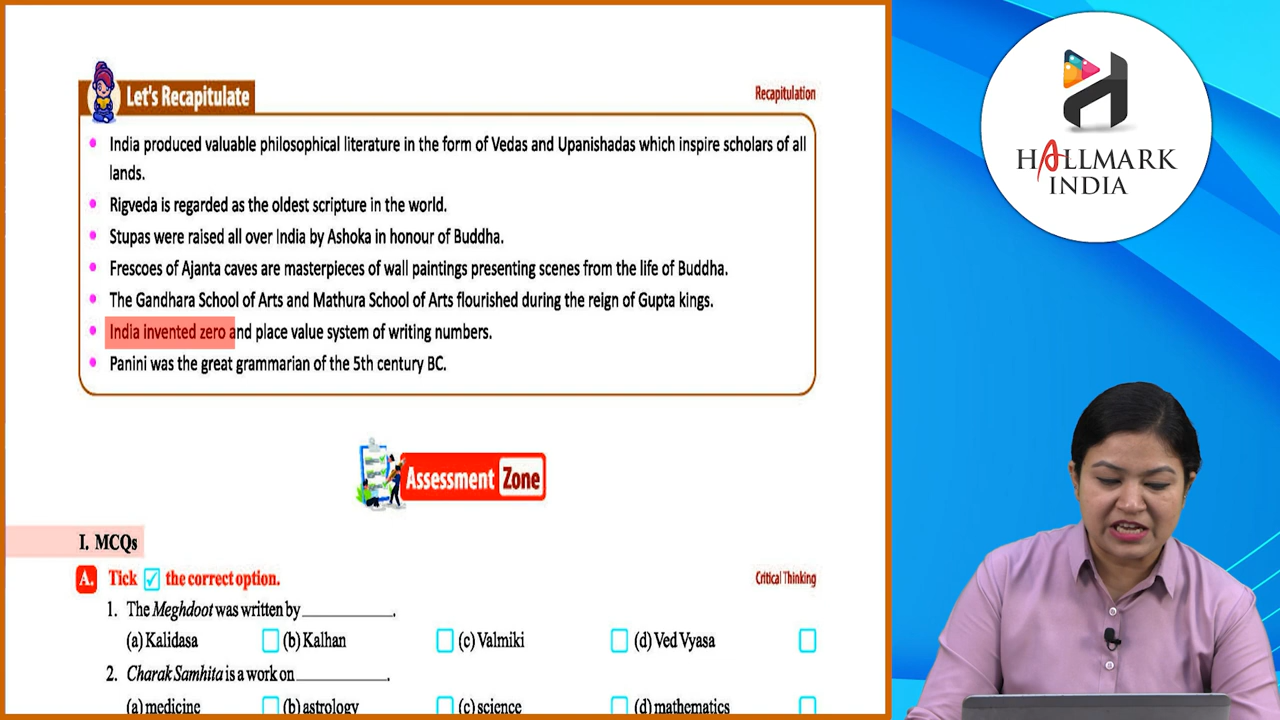 Let's Recapitulate
Recapitulation
• India produced valuable philosophical literature in the form of Vedas and Upanishadas which inspire scholars of all
lands.
• Rigveda is regarded as the oldest scripture in the world.
• Stupas were raised all over India by Ashoka in honour of Buddha.
• Frescoes of Ajanta caves are masterpieces of wall paintings presenting scenes from the life of Buddha.
• The Gandhara School of Arts and Mathura School of Arts flourished during the reign of Gupta kings.
• India invented zero and place value system of writing numbers.
• Panini was the great grammarian of the 5th century BC.
Assessment Zone
I. MCQs
A. Tick ✓ the correct option.
Critical Thinking
1. The Meghdoot was written by ____________.
(a) Kalidasa (b) Kalhan (c) Valmiki (d) Ved Vyasa
2. Charak Samhita is a work on ____________.
(a) medicine (b) astrology (c) science (d) mathematics
HALLMARK
INDIA